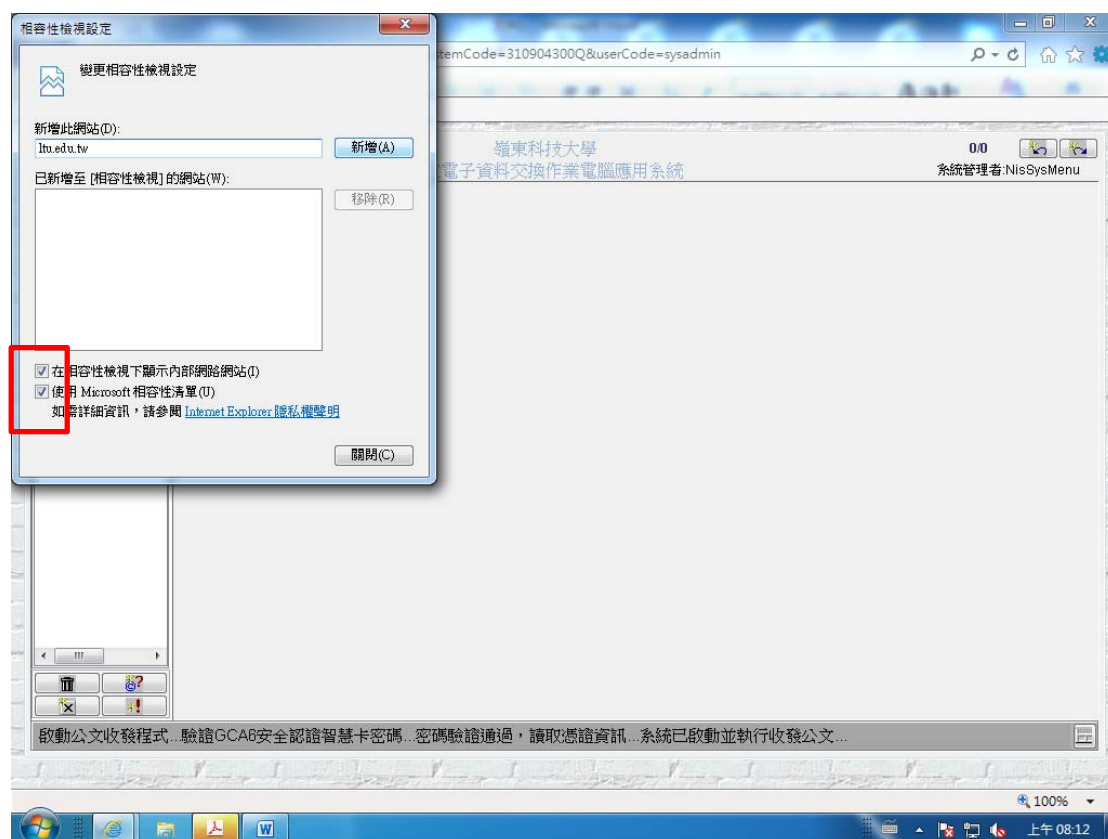 相容性檢視設定
temCode=310904300Q&userCode=sysadmin
變更相容性檢視設定
新增此網站(D):
ltu.edu.tw
新增(A)
已新增至 [相容性檢視] 的網站(W):
移除(R)
嶺東科技大學
電子資料交換作業電腦應用系統
0/0
系統管理者:NisSysMenu
在相容性檢視下顯示內部網路網站(I)
使用 Microsoft 相容性清單(U)
如需詳細資訊，請參閱 Internet Explorer 隱私權聲明
關閉(C)
啟動公文收發程式...驗證GCA6安全認證智慧卡密碼...密碼驗證通過，讀取憑證資訊...系統已啟動並執行收發公文...
100%
上午 08:12